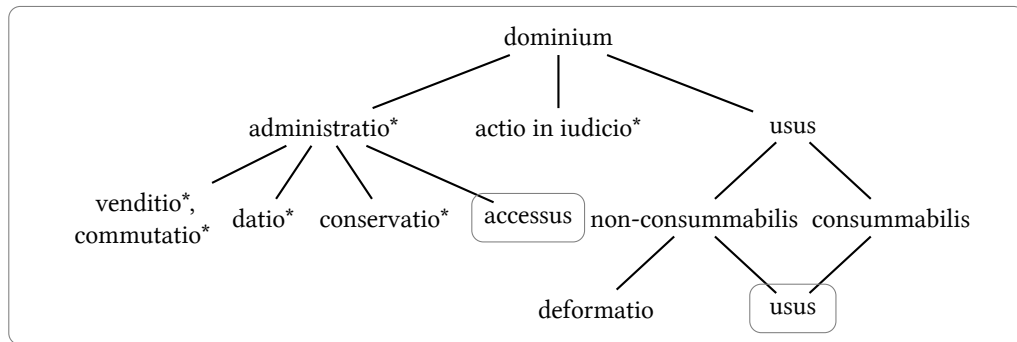 dominium
administratio*
actio in iudicio*
usus
venditio*,
commutatio*
datio*
conservatio*
accessus
non-consummabilis
consummabilis
deformatio
usus